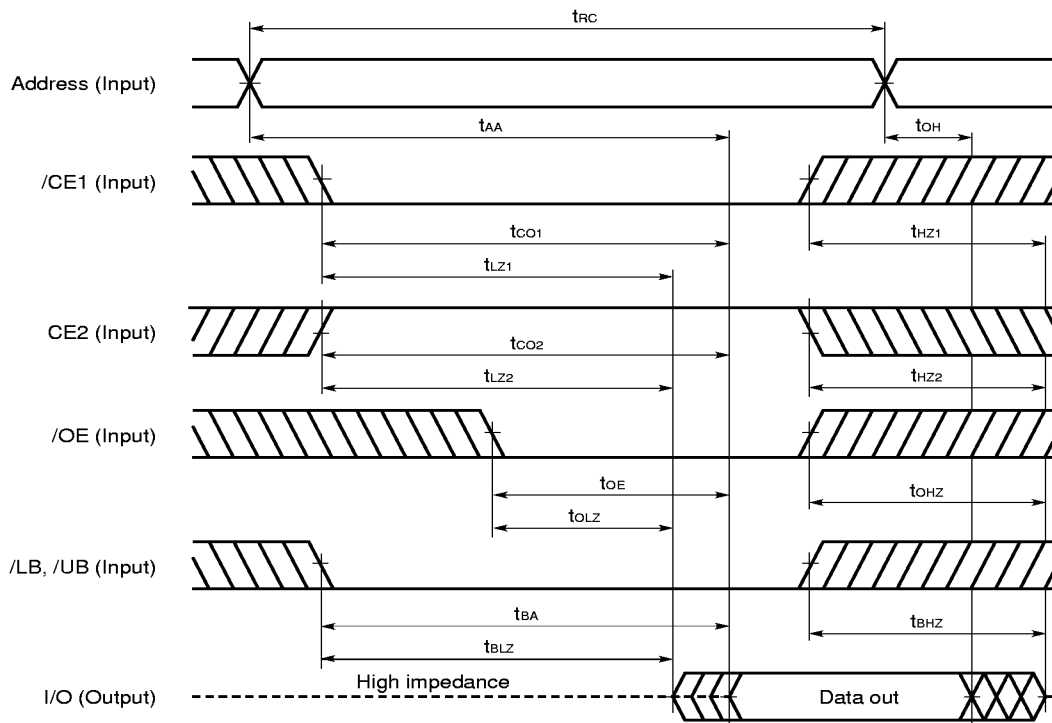 tRC
Address (Input)
tAA
tOH
/CE1 (Input)
tCO1
tHZ1
tLZ1
CE2 (Input)
tCO2
tLZ2
tHZ2
/OE (Input)
tOE
tOHZ
tOLZ
/LB, /UB (Input)
tBA
tBHZ
tBLZ
High impedance
I/O (Output)
Data out